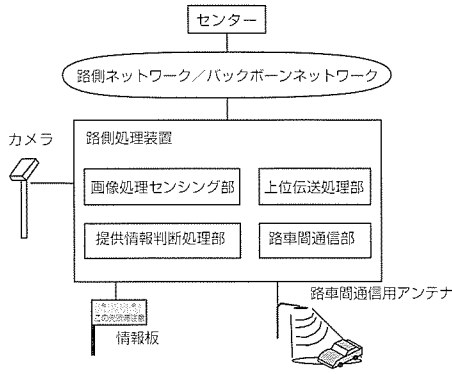 センター
路側ネットワーク／バックボーンネットワーク
カメラ
路側処理装置
画像処理センシング部
上位伝送処理部
提供情報判断処理部
路車間通信部
路車間通信用アンテナ
情報板